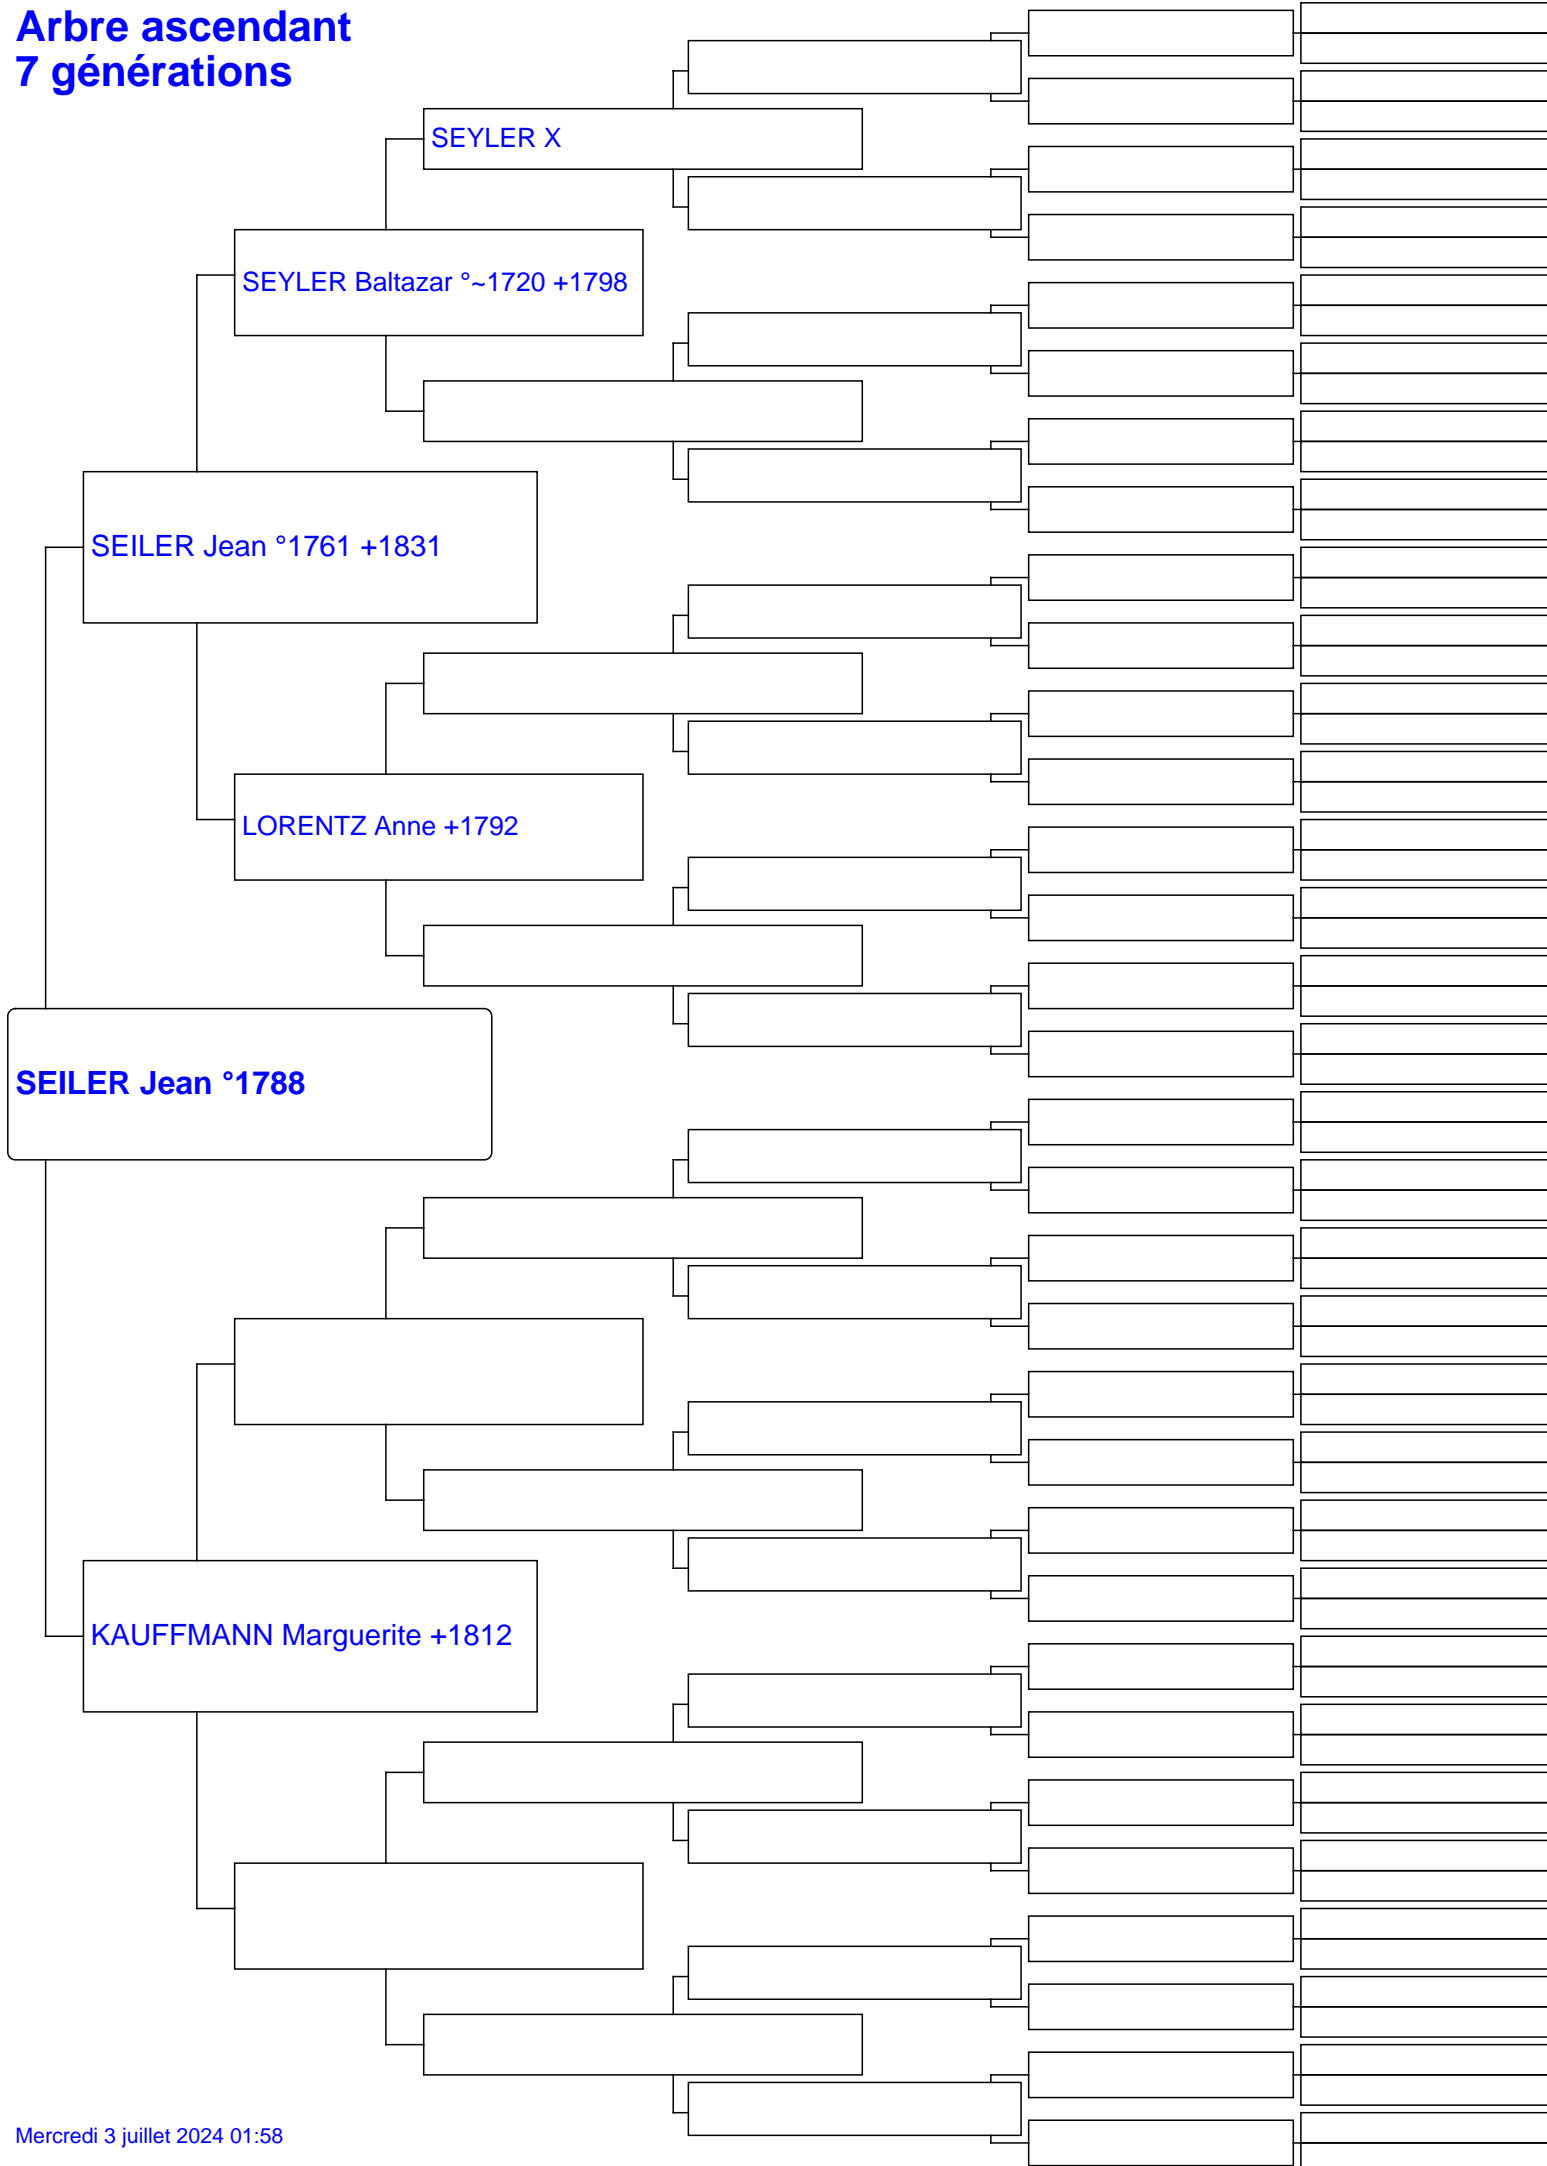 Arbre ascendant
7 générations
SEYLER X
SEYLER Baltazar °~1720 +1798
SEILER Jean °1761 +1831
LORENTZ Anne +1792
SEILER Jean °1788
KAUFFMANN Marguerite +1812
Mercredi 3 juillet 2024 01:58